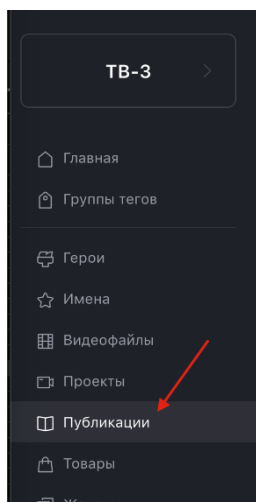 ТВ-3
Главная
Группы тегов
Герои
Имена
Видеофайлы
Проекты
Публикации
Товары